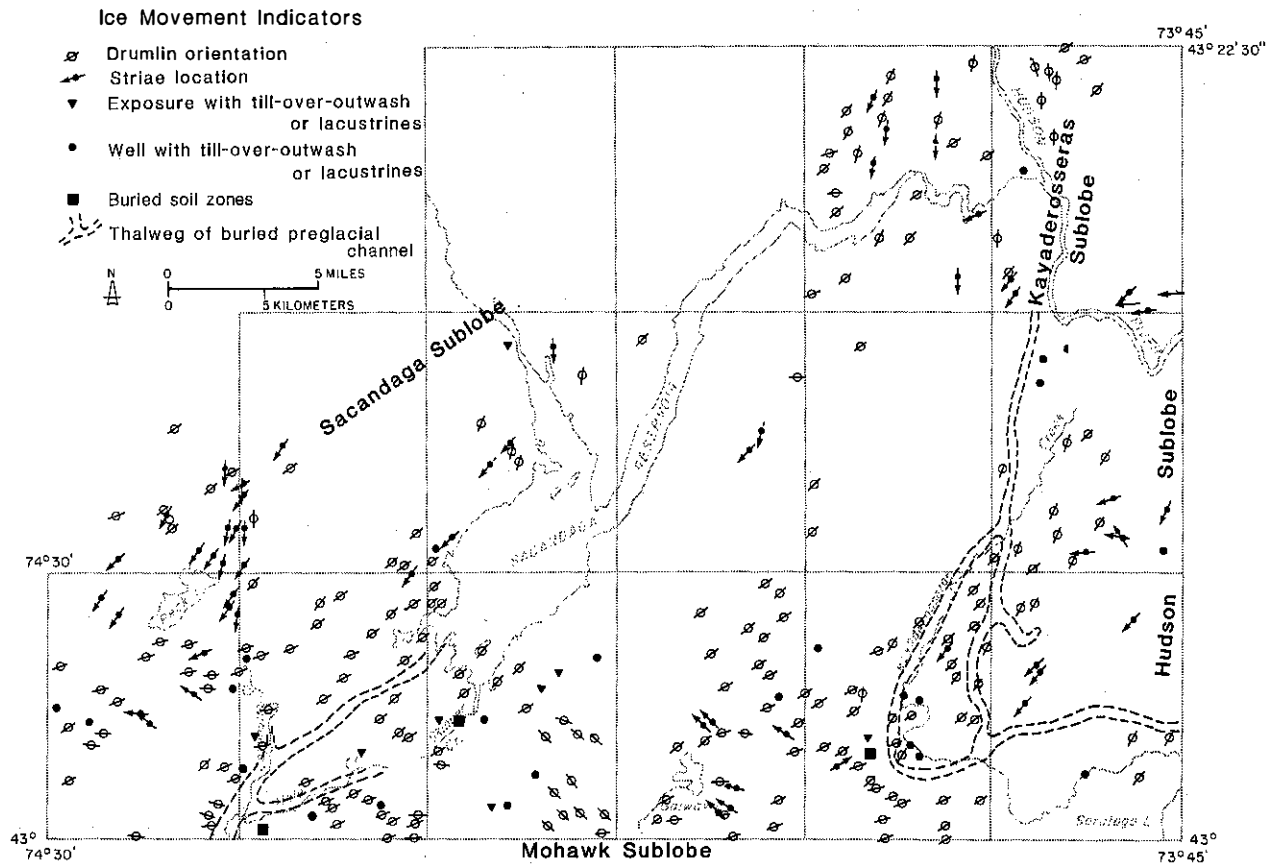 Ice Movement Indicators
Drumlin orientation
Striae location
Exposure with till-over-outwash
or lacustrines
Well with till-over-outwash
or lacustrines
Buried soil zones
Thalweg of buried preglacial
channel
N
0 5 MILES
0 5 KILOMETERS
73°45'
43°22'30"
Kayaderosseras
Sublobe
Sacandaga Sublobe
RESERVOIR
SACANDAGA
Hudson Sublobe
74°30'
43°
74°30'
Mohawk Sublobe
Saratoga L
43°
73°45'